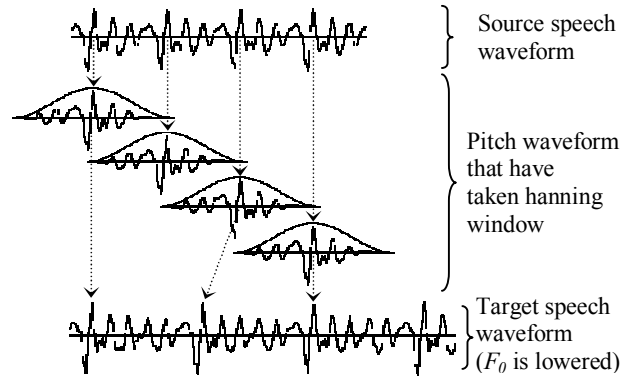 Source speech
waveform
Pitch waveform
that have
taken hanning
window
Target speech
waveform
(F₀ is lowered)